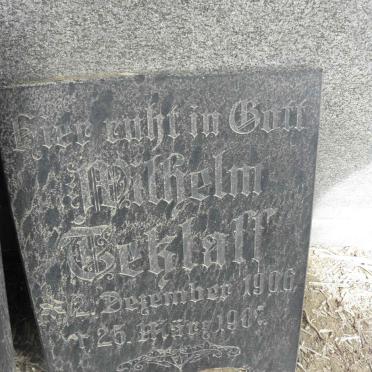 Hier ruht in Gott
Wilhelm
Tetzlaff
* 2. Dezember 1906
† 25. März